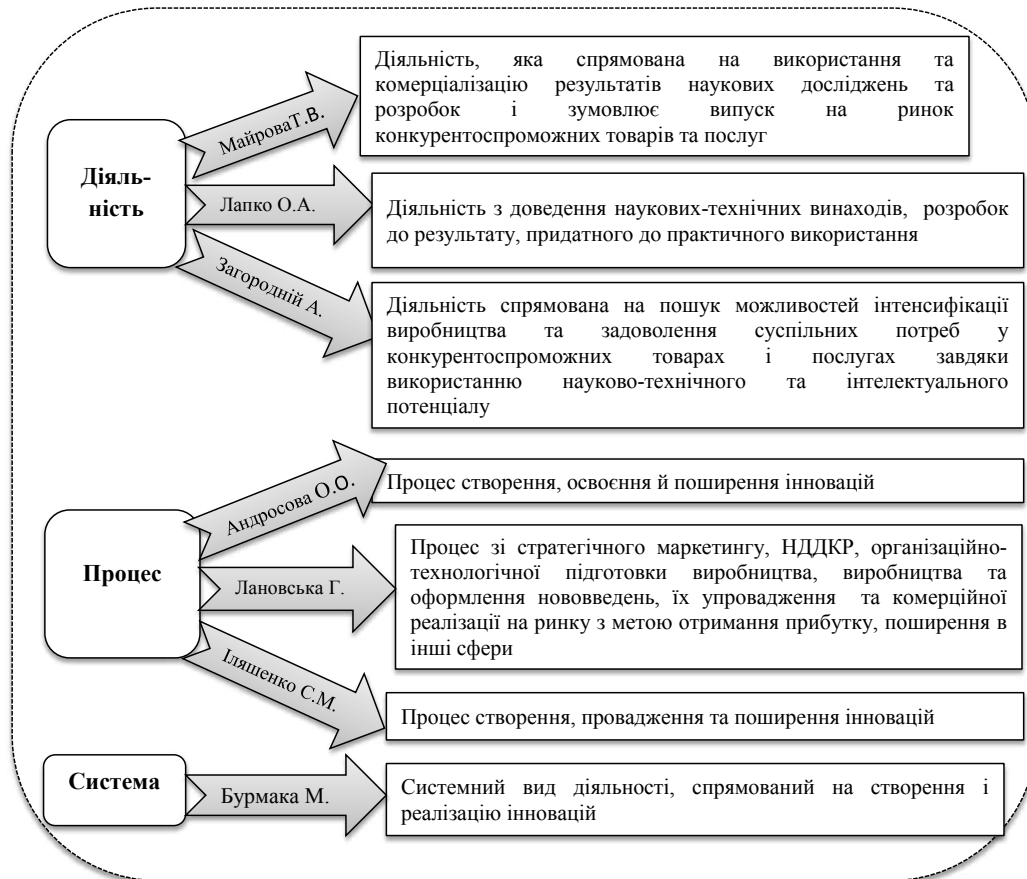 Діяль-
ність
МайроваТ.В.
Діяльність, яка спрямована на використання та
комерціалізацію результатів наукових досліджень та
розробок і зумовлює випуск на ринок
конкурентоспроможних товарів та послуг
Лапко О.А.
Діяльність з доведення наукових-технічних винаходів, розробок
до результату, придатного до практичного використання
Загородній А.
Діяльність спрямована на пошук можливостей інтенсифікації
виробництва та задоволення суспільних потреб у
конкурентоспроможних товарах і послугах завдяки
використанню науково-технічного та інтелектуального
потенціалу
Процес
Андросова О.О.
Процес створення, освоєння й поширення інновацій
Лановська Г.
Процес зі стратегічного маркетингу, НДДКР, організаційно-
технологічної підготовки виробництва, виробництва та
оформлення нововведень, їх упровадження та комерційної
реалізації на ринку з метою отримання прибутку, поширення в
інші сфери
Іляшенко С.М.
Процес створення, провадження та поширення інновацій
Система
Бурмака М.
Системний вид діяльності, спрямований на створення і
реалізацію інновацій